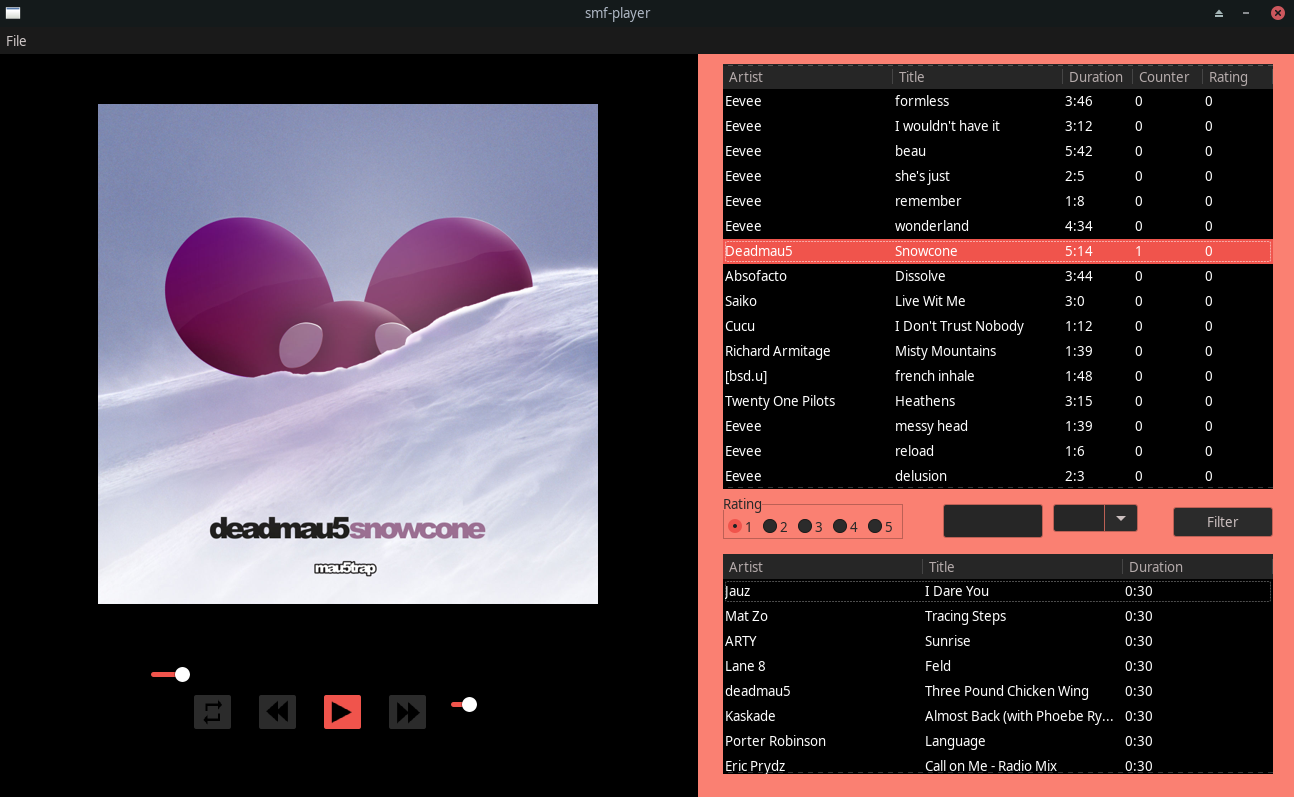 smf-player
File
deadmau5snowcone
mau5trap
Artist Title Duration Counter Rating
Eevee formless 3:46 0 0
Eevee I wouldn't have it 3:12 0 0
Eevee beau 5:42 0 0
Eevee she's just 2:5 0 0
Eevee remember 1:8 0 0
Eevee wonderland 4:34 0 0
Deadmau5 Snowcone 5:14 1 0
Absofacto Dissolve 3:44 0 0
Saiko Live Wit Me 3:0 0 0
Cucu I Don't Trust Nobody 1:12 0 0
Richard Armitage Misty Mountains 1:39 0 0
[bsd.u] french inhale 1:48 0 0
Twenty One Pilots Heathens 3:15 0 0
Eevee messy head 1:39 0 0
Eevee reload 1:6 0 0
Eevee delusion 2:3 0 0
Rating
1 2 3 4 5 Filter
Artist Title Duration
Jauz I Dare You 0:30
Mat Zo Tracing Steps 0:30
ARTY Sunrise 0:30
Lane 8 Feld 0:30
deadmau5 Three Pound Chicken Wing 0:30
Kaskade Almost Back (with Phoebe Ry... 0:30
Porter Robinson Language 0:30
Eric Prydz Call on Me - Radio Mix 0:30